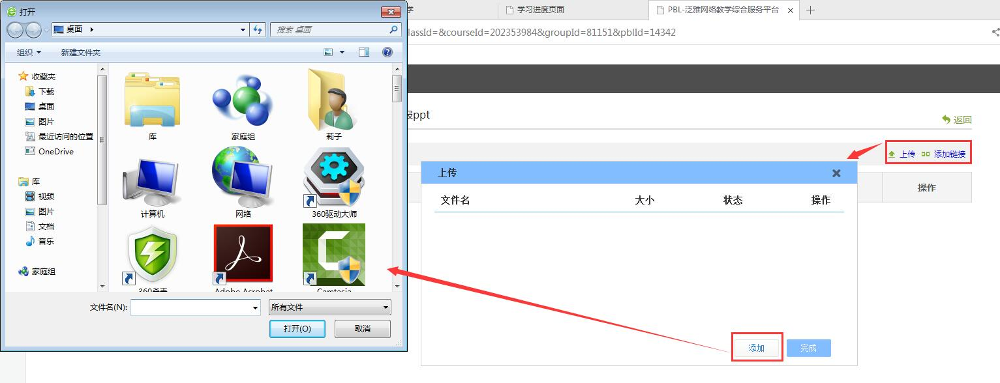 打开
学
学习进度页面
PBL-泛雅网络教学综合服务平台
桌面
搜索 桌面
lassId=&courseId=202353984&groupId=81151&pblId=14342
组织
新建文件夹
收藏夹
下载
桌面
图片
最近访问的位置
OneDrive
库
视频
图片
文档
音乐
家庭组
库
家庭组
莉子
计算机
网络
360驱动大师
360杀毒
Adobe Acrobat
Camtasia
文件名(N):
所有文件
打开(O)
取消
ppt
返回
上传
添加链接
操作
上传
文件名
大小
状态
操作
添加
完成